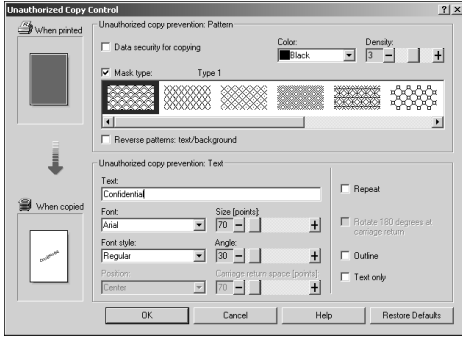 Unauthorized Copy Control
When printed
Unauthorized copy prevention: Pattern
Data security for copying
Color:
Black
Density:
3
Mask type: Type 1
Reverse patterns: text/background
When copied
Unauthorized copy prevention: Text
Text:
Confidential
Font:
Arial
Size [points]:
70
Font style:
Regular
Angle:
30
Position:
Center
Carriage return space [points]:
70
Repeat
Rotate 180 degrees at
carriage return
Outline
Text only
OK Cancel Help Restore Defaults